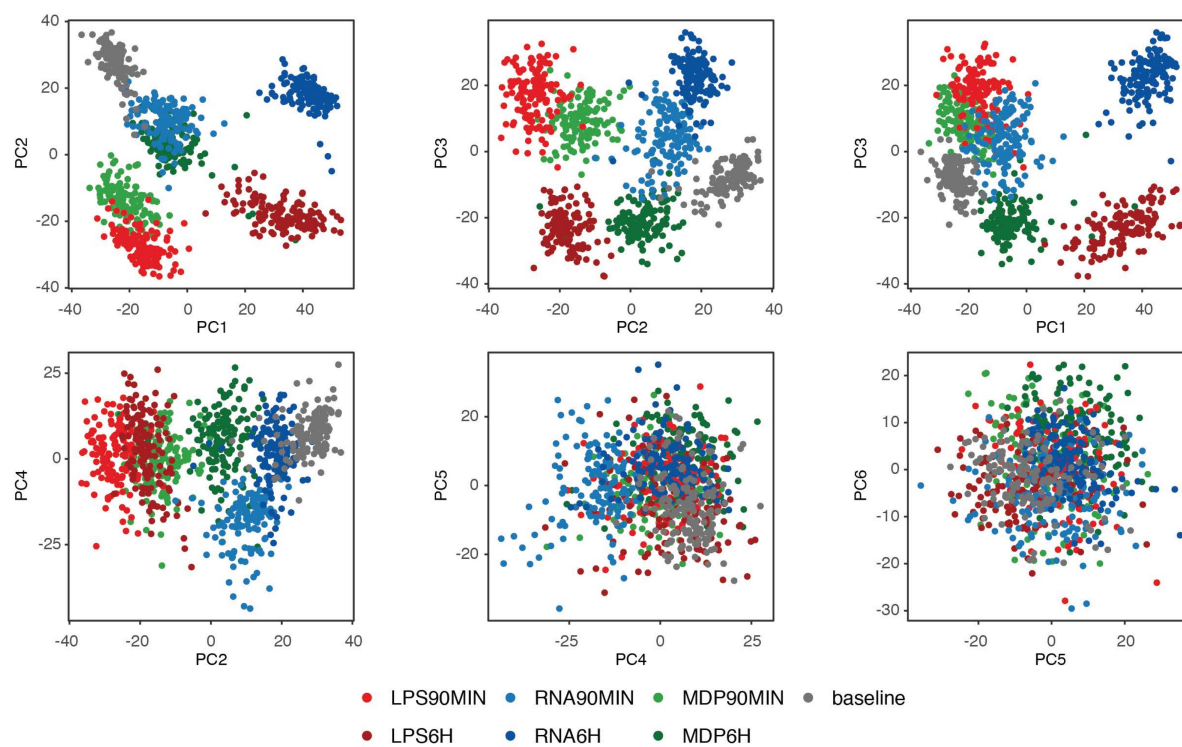 40
20
0
-20
-40
PC2
-40 -20 0 20 40
PC1
20
0
-20
-40
PC3
-40 -20 0 20 40
PC2
20
0
-20
-40
PC3
-40 -20 0 20 40
PC1
25
0
-25
PC4
-40 -20 0 20 40
PC2
20
0
-20
PC5
-25 0 25
PC4
20
10
0
-10
-20
-30
PC6
-20 0 20
PC5
LPS90MIN RNA90MIN MDP90MIN baseline
LPS6H RNA6H MDP6H